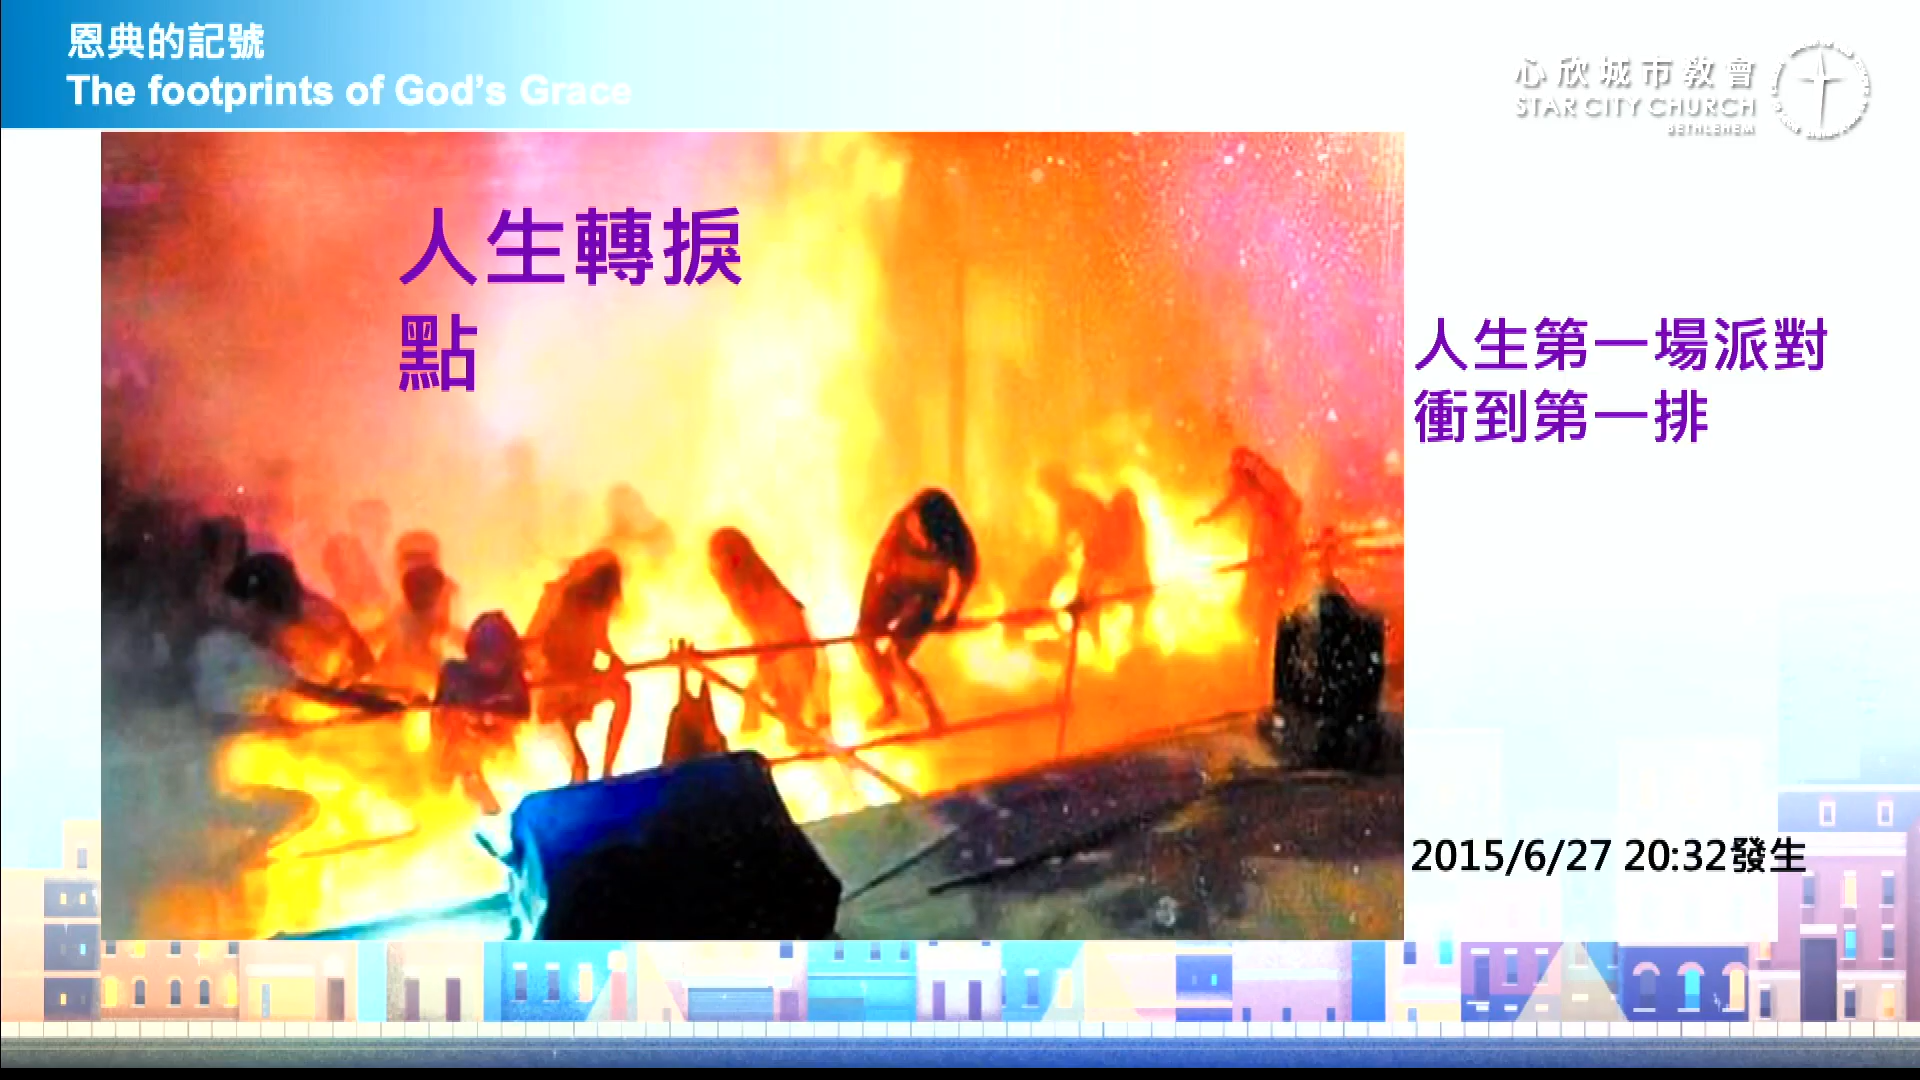 恩典的記號
The footprints of God's Grace
心欣城市教會
STAR CITY CHURCH
BETHLEHEM
人生轉捩
點
人生第一場派對
衝到第一排
2015/6/27 20:32發生